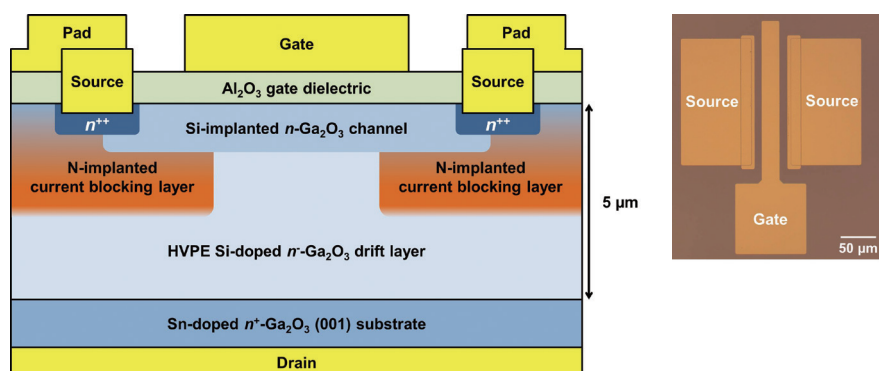 Pad
Gate
Pad
Source
Source
Al₂O₃ gate dielectric
n⁺⁺
Si-implanted n-Ga₂O₃ channel
n⁺⁺
N-implanted
current blocking layer
N-implanted
current blocking layer
5 µm
HVPE Si-doped n⁻-Ga₂O₃ drift layer
Sn-doped n⁺-Ga₂O₃ (001) substrate
Drain
Source
Source
Gate
50 µm